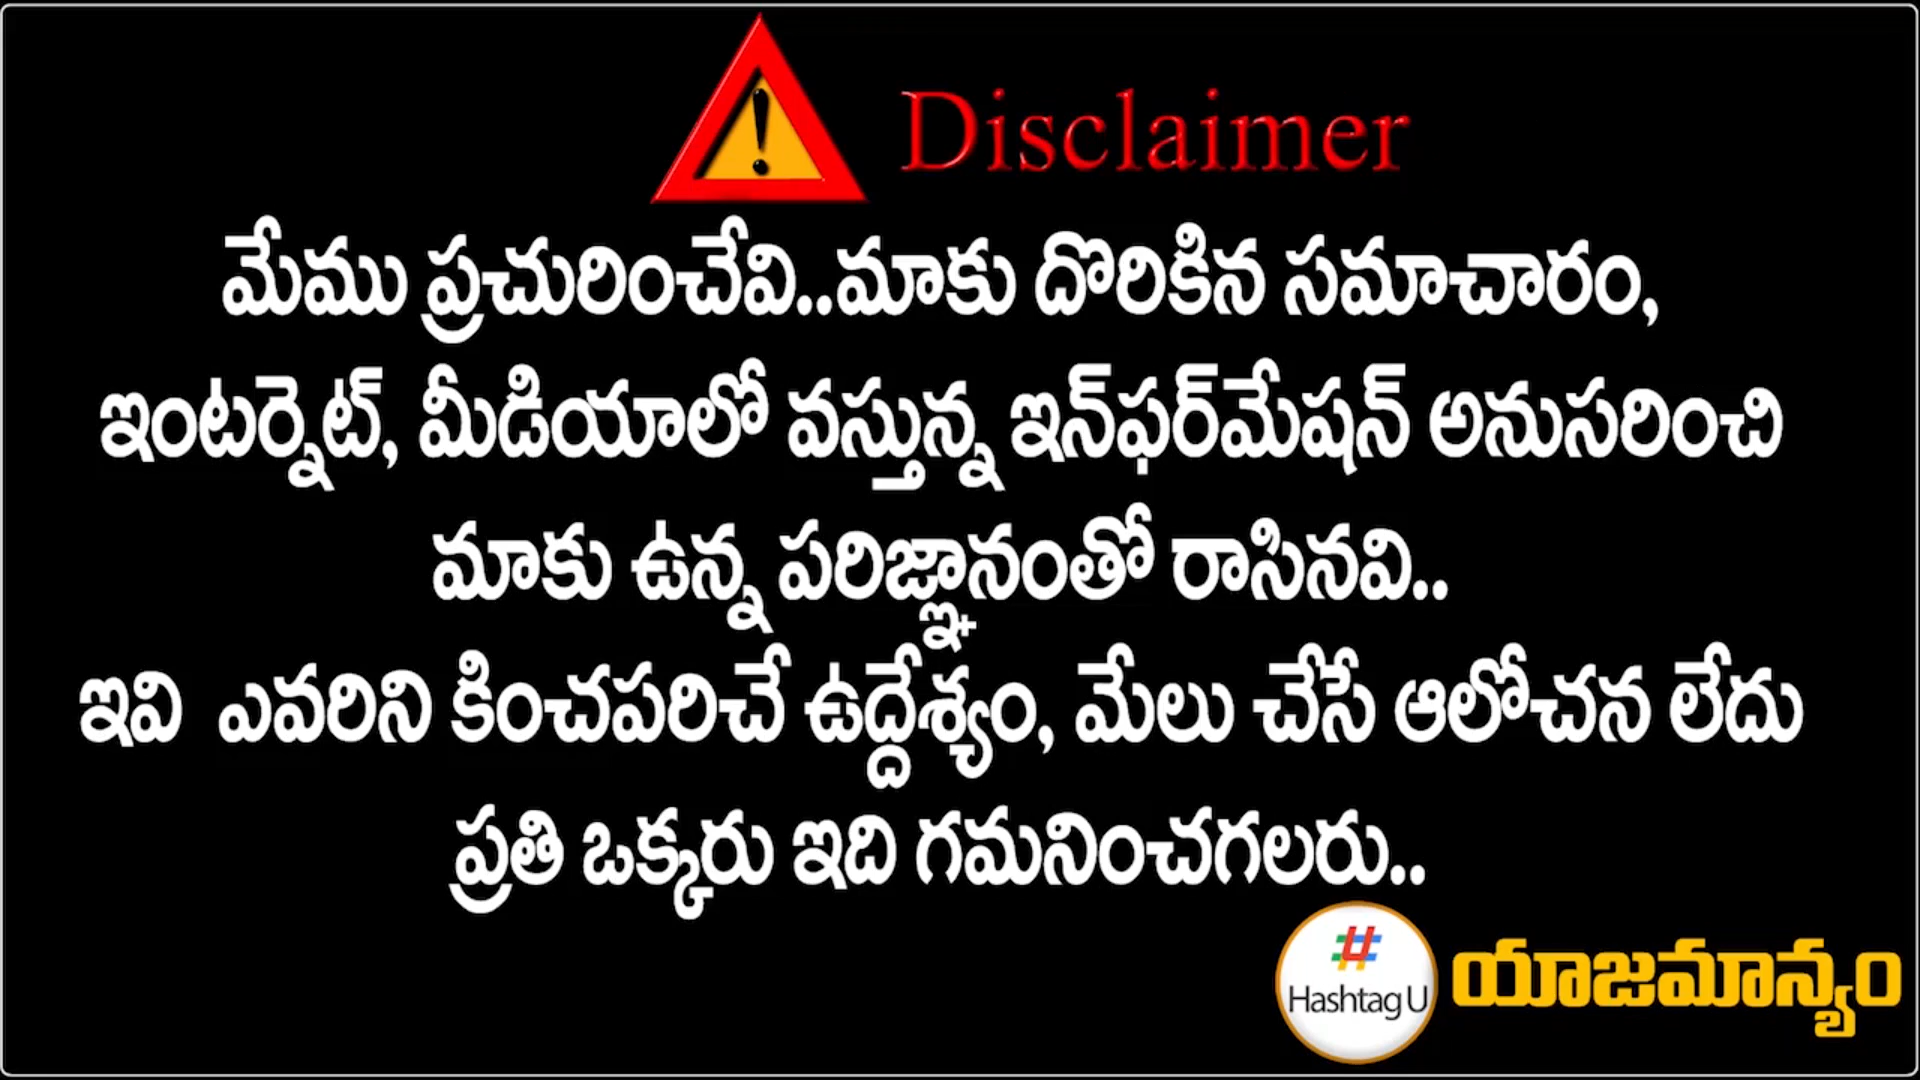 Disclaimer
మేము ప్రచురించేవి..మాకు దొరికిన సమాచారం,
ఇంటర్నెట్, మీడియాలో వస్తున్న ఇన్‌ఫర్‌మేషన్ అనుసరించి
మాకు ఉన్న పరిజ్ఞానంతో రాసినవి..
ఇవి ఎవరిని కించపరిచే ఉద్దేశ్యం, మేలు చేసే ఆలోచన లేదు
ప్రతి ఒక్కరు ఇది గమనించగలరు..
# Hashtag U యాజమాన్యం